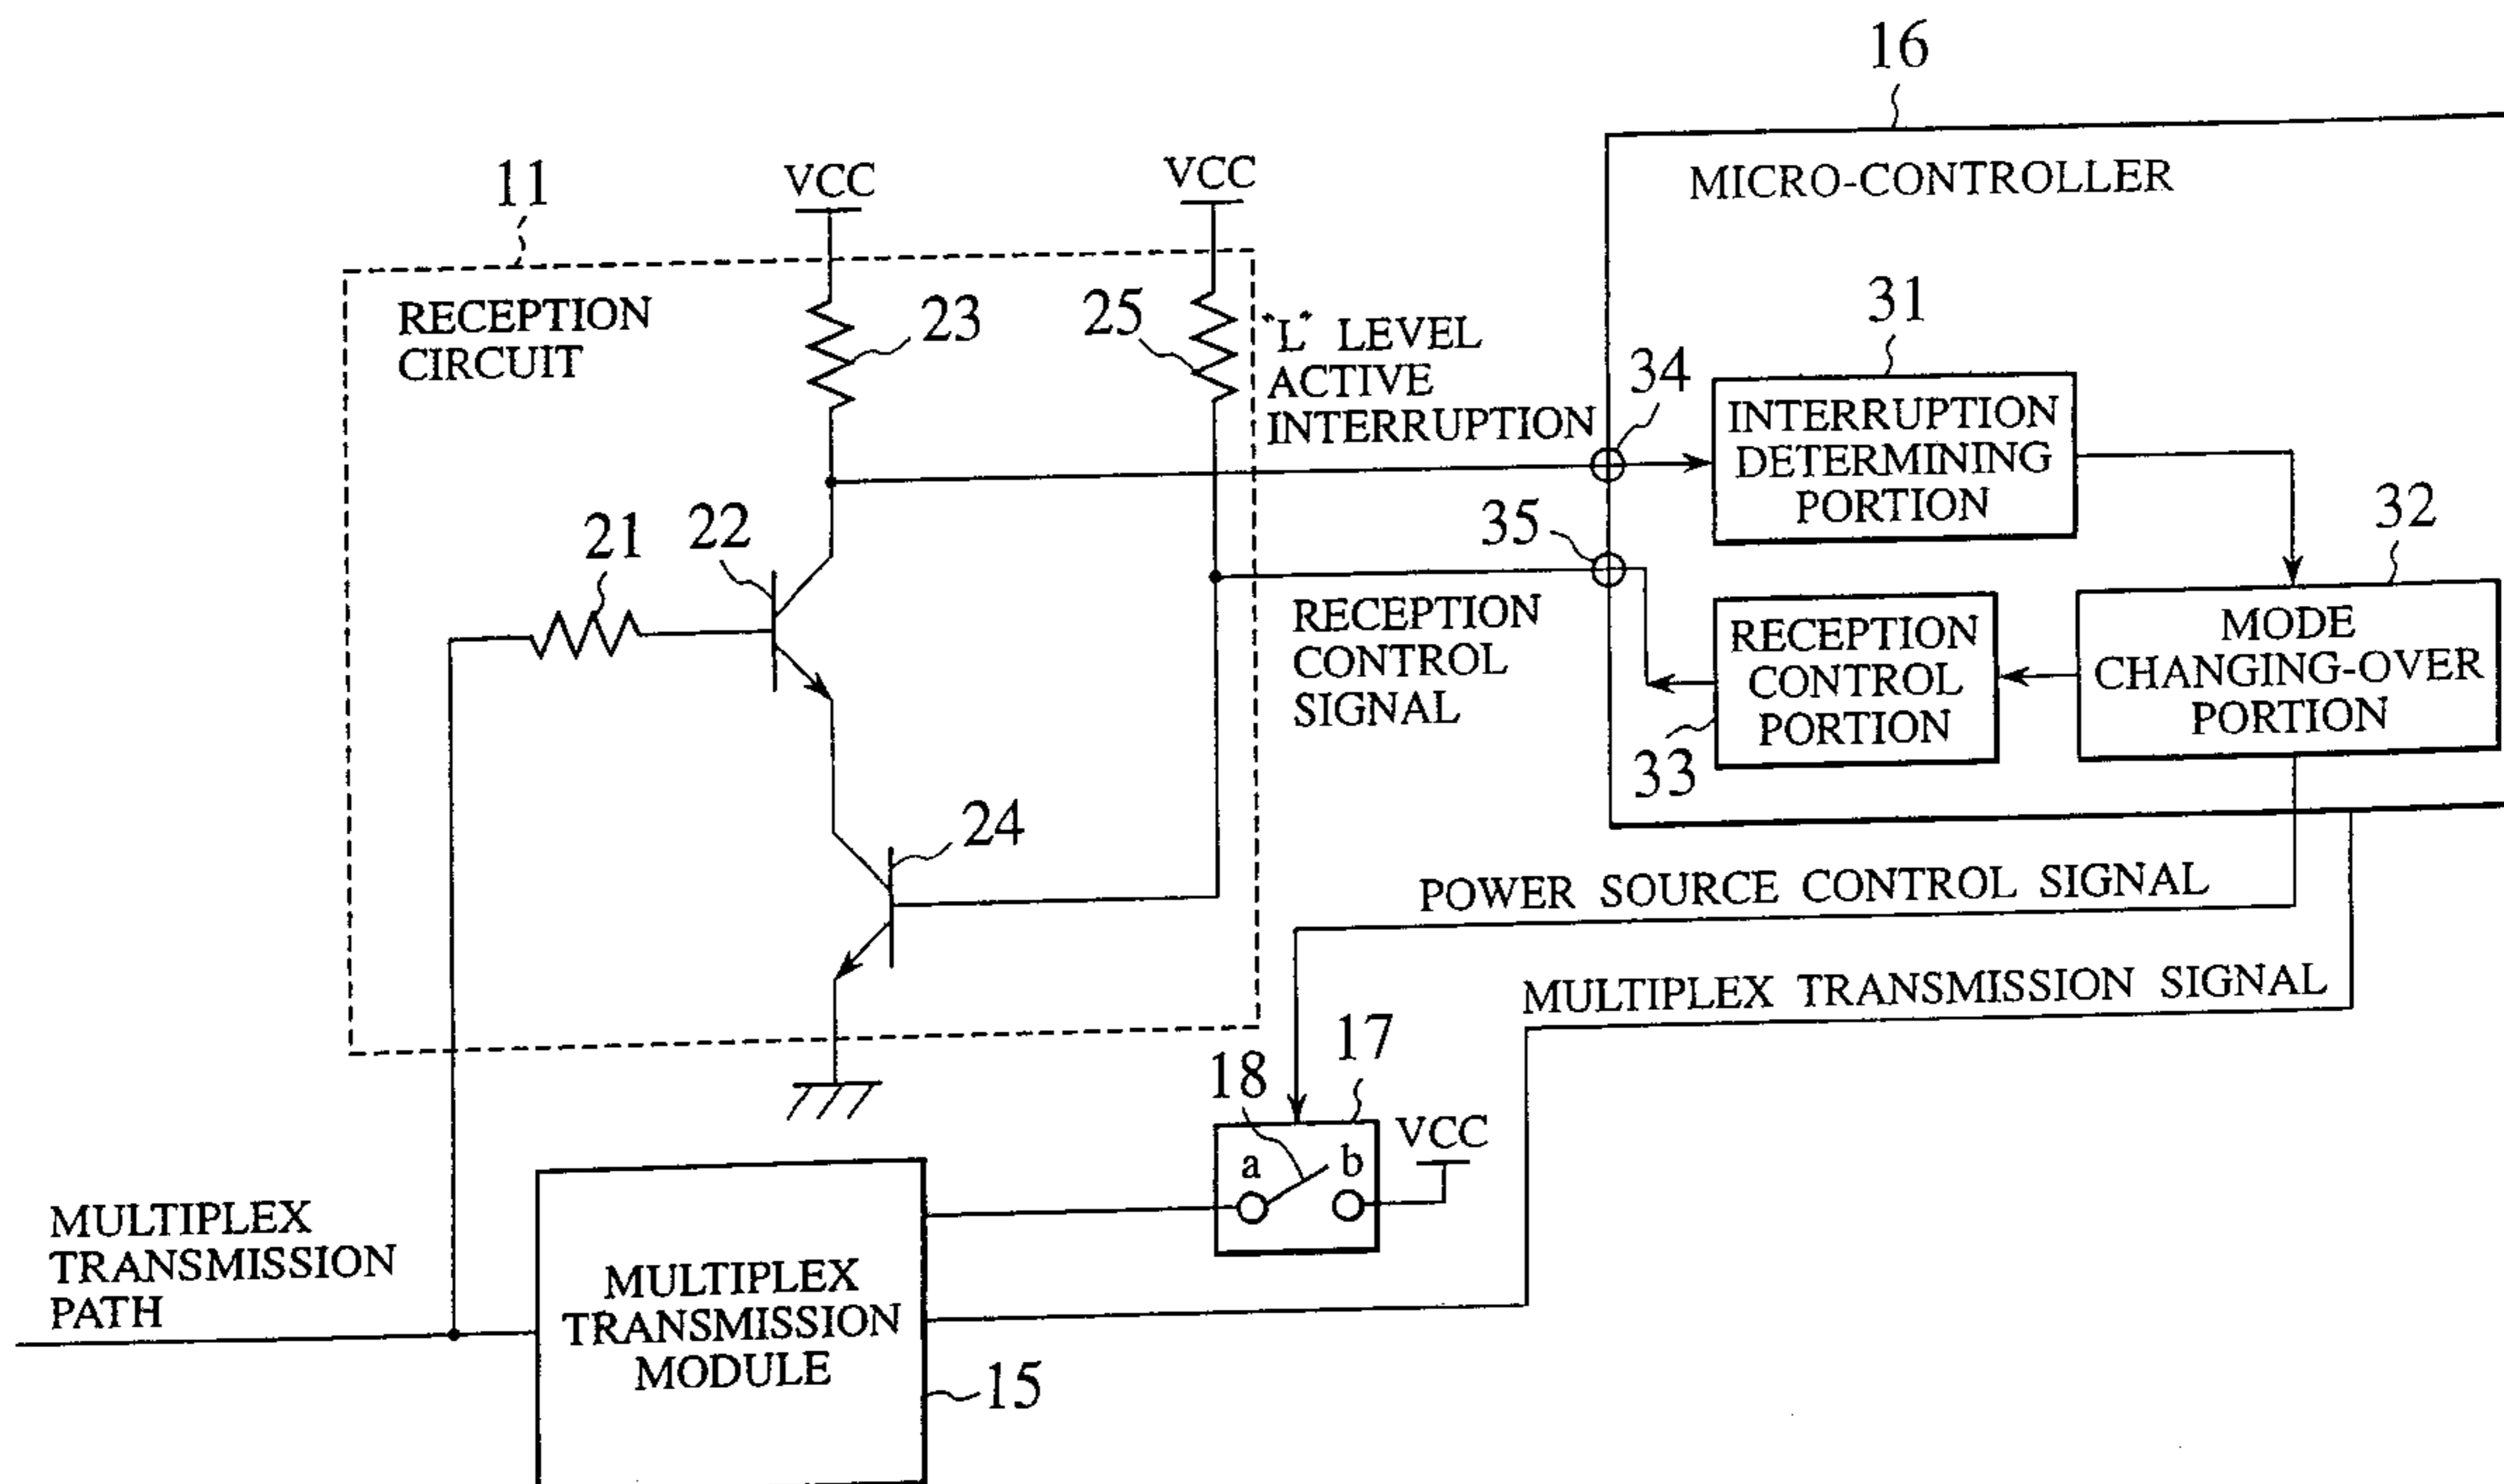 16
MICRO-CONTROLLER
11
VCC
VCC
RECEPTION
CIRCUIT
23
25
"L" LEVEL
ACTIVE
INTERRUPTION
34
31
INTERRUPTION
DETERMINING
PORTION
35
32
21
22
RECEPTION
CONTROL
SIGNAL
RECEPTION
CONTROL
PORTION
33
MODE
CHANGING-OVER
PORTION
24
POWER SOURCE CONTROL SIGNAL
MULTIPLEX TRANSMISSION SIGNAL
18
17
a
b
VCC
MULTIPLEX
TRANSMISSION
PATH
MULTIPLEX
TRANSMISSION
MODULE
15